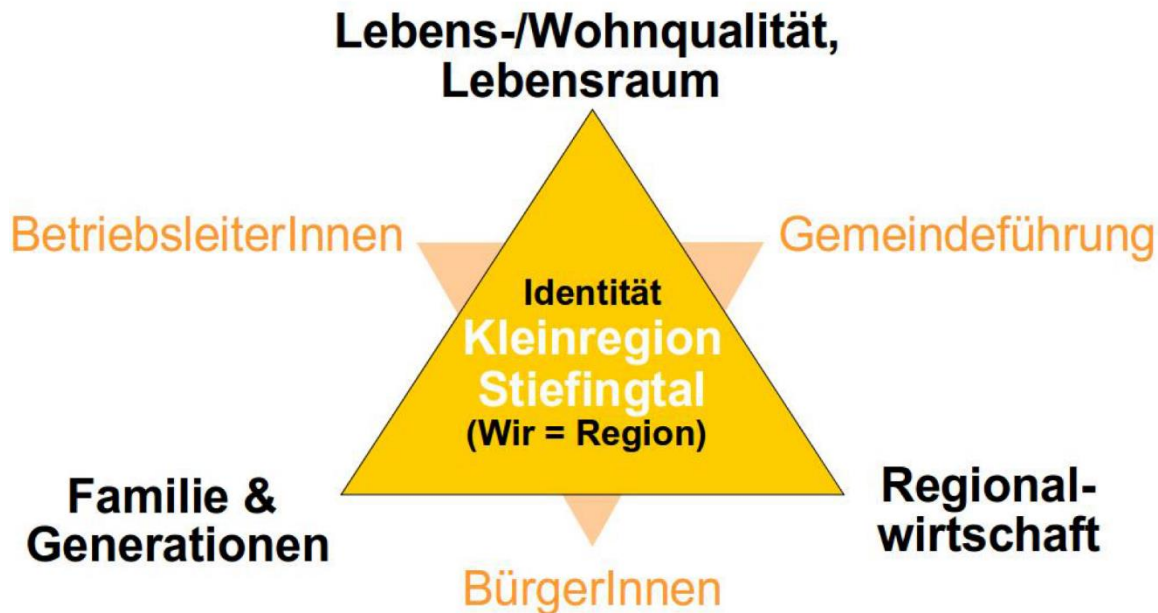 Lebens-/Wohnqualität,
Lebensraum
BetriebsleiterInnen
Gemeindeführung
Identität
Kleinregion
Stiefingtal
(Wir = Region)
Familie &
Generationen
Regional-
wirtschaft
BürgerInnen